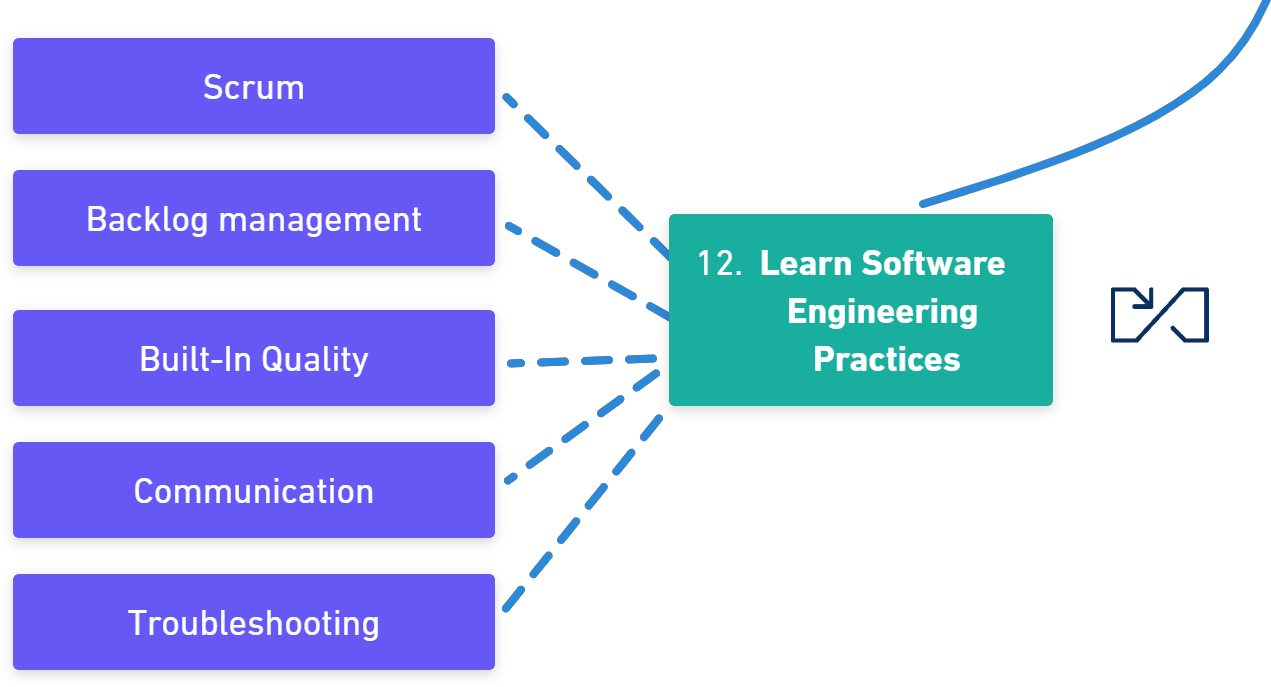 Scrum
Backlog management
Built-In Quality
Communication
Troubleshooting
12. Learn Software
Engineering
Practices